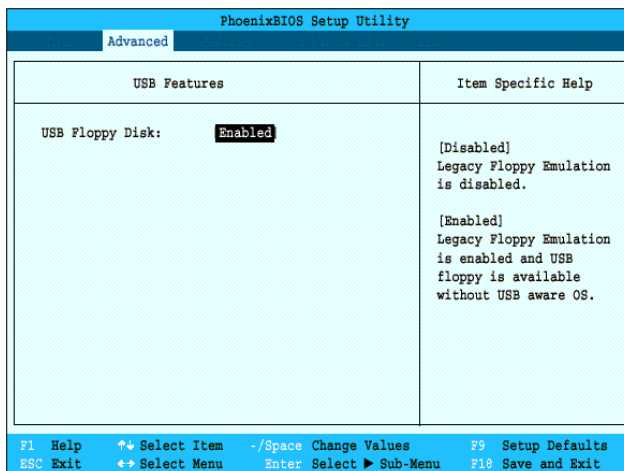 PhoenixBIOS Setup Utility
Advanced
USB Features
Item Specific Help
USB Floppy Disk: Enabled
[Disabled]
Legacy Floppy Emulation
is disabled.
[Enabled]
Legacy Floppy Emulation
is enabled and USB
floppy is available
without USB aware OS.
F1 Help ↑↓ Select Item -/Space Change Values F9 Setup Defaults
ESC Exit ←→ Select Menu Enter Select ▶ Sub-Menu F10 Save and Exit